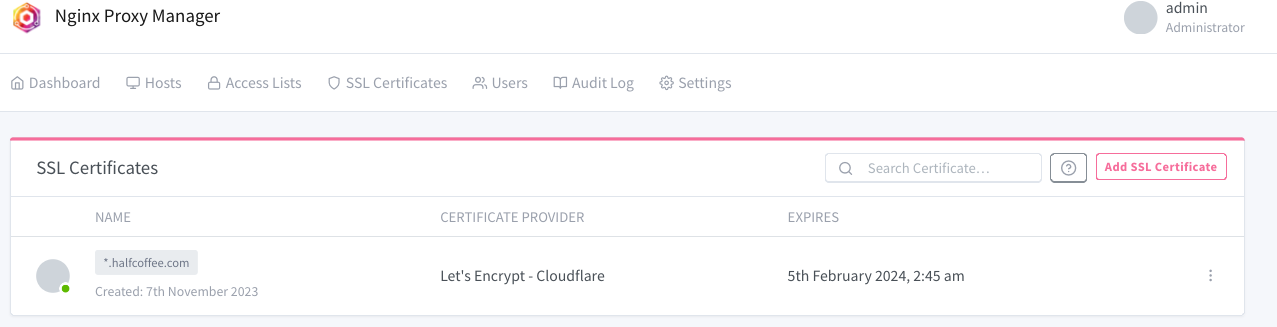 Nginx Proxy Manager
admin
Administrator
Dashboard Hosts Access Lists SSL Certificates Users Audit Log Settings
SSL Certificates
Search Certificate...
Add SSL Certificate
NAME CERTIFICATE PROVIDER EXPIRES
*.halfcoffee.com
Let's Encrypt - Cloudflare
5th February 2024, 2:45 am
Created: 7th November 2023